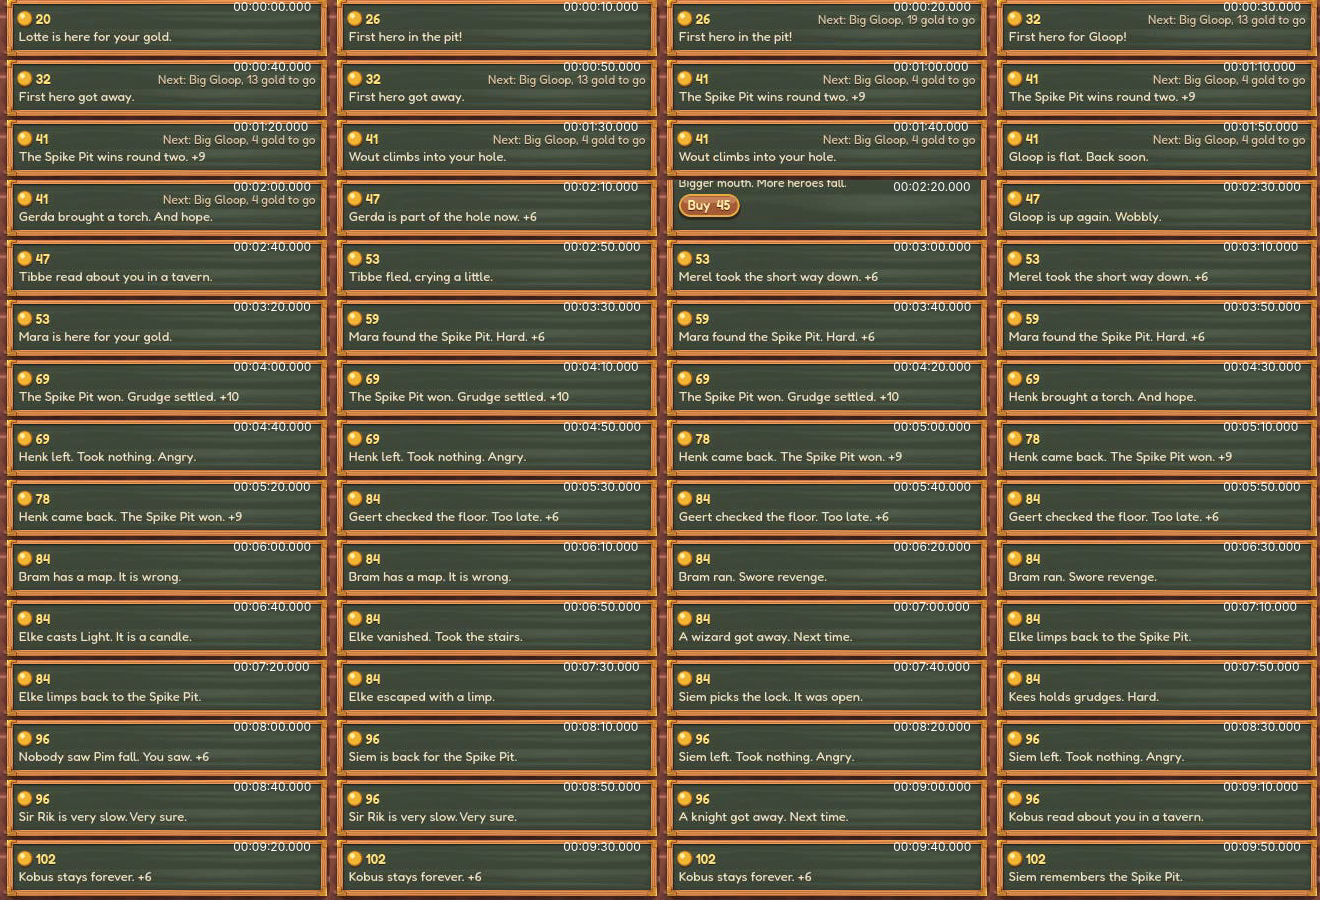 00:00:00.000
20
Lotte is here for your gold.
00:00:10.000
26
First hero in the pit!
00:00:20.000
26 Next: Big Gloop, 19 gold to go
First hero in the pit!
00:00:30.000
32 Next: Big Gloop, 13 gold to go
First hero for Gloop!
00:00:40.000
32 Next: Big Gloop, 13 gold to go
First hero got away.
00:00:50.000
32 Next: Big Gloop, 13 gold to go
First hero got away.
00:01:00.000
41 Next: Big Gloop, 4 gold to go
The Spike Pit wins round two. +9
00:01:10.000
41 Next: Big Gloop, 4 gold to go
The Spike Pit wins round two. +9
00:01:20.000
41 Next: Big Gloop, 4 gold to go
The Spike Pit wins round two. +9
00:01:30.000
41 Next: Big Gloop, 4 gold to go
Wout climbs into your hole.
00:01:40.000
41 Next: Big Gloop, 4 gold to go
Wout climbs into your hole.
00:01:50.000
41 Next: Big Gloop, 4 gold to go
Gloop is flat. Back soon.
00:02:00.000
41 Next: Big Gloop, 4 gold to go
Gerda brought a torch. And hope.
00:02:10.000
47
Gerda is part of the hole now. +6
Bigger mouth. More heroes fall.
00:02:20.000
Buy 45
00:02:30.000
47
Gloop is up again. Wobbly.
00:02:40.000
47
Tibbe read about you in a tavern.
00:02:50.000
53
Tibbe fled, crying a little.
00:03:00.000
53
Merel took the short way down. +6
00:03:10.000
53
Merel took the short way down. +6
00:03:20.000
53
Mara is here for your gold.
00:03:30.000
59
Mara found the Spike Pit. Hard. +6
00:03:40.000
59
Mara found the Spike Pit. Hard. +6
00:03:50.000
59
Mara found the Spike Pit. Hard. +6
00:04:00.000
69
The Spike Pit won. Grudge settled. +10
00:04:10.000
69
The Spike Pit won. Grudge settled. +10
00:04:20.000
69
The Spike Pit won. Grudge settled. +10
00:04:30.000
69
Henk brought a torch. And hope.
00:04:40.000
69
Henk left. Took nothing. Angry.
00:04:50.000
69
Henk left. Took nothing. Angry.
00:05:00.000
78
Henk came back. The Spike Pit won. +9
00:05:10.000
78
Henk came back. The Spike Pit won. +9
00:05:20.000
78
Henk came back. The Spike Pit won. +9
00:05:30.000
84
Geert checked the floor. Too late. +6
00:05:40.000
84
Geert checked the floor. Too late. +6
00:05:50.000
84
Geert checked the floor. Too late. +6
00:06:00.000
84
Bram has a map. It is wrong.
00:06:10.000
84
Bram has a map. It is wrong.
00:06:20.000
84
Bram ran. Swore revenge.
00:06:30.000
84
Bram ran. Swore revenge.
00:06:40.000
84
Elke casts Light. It is a candle.
00:06:50.000
84
Elke vanished. Took the stairs.
00:07:00.000
84
A wizard got away. Next time.
00:07:10.000
84
Elke limps back to the Spike Pit.
00:07:20.000
84
Elke limps back to the Spike Pit.
00:07:30.000
84
Elke escaped with a limp.
00:07:40.000
84
Siem picks the lock. It was open.
00:07:50.000
84
Kees holds grudges. Hard.
00:08:00.000
96
Nobody saw Pim fall. You saw. +6
00:08:10.000
96
Siem is back for the Spike Pit.
00:08:20.000
96
Siem left. Took nothing. Angry.
00:08:30.000
96
Siem left. Took nothing. Angry.
00:08:40.000
96
Sir Rik is very slow. Very sure.
00:08:50.000
96
Sir Rik is very slow. Very sure.
00:09:00.000
96
A knight got away. Next time.
00:09:10.000
96
Kobus read about you in a tavern.
00:09:20.000
102
Kobus stays forever. +6
00:09:30.000
102
Kobus stays forever. +6
00:09:40.000
102
Kobus stays forever. +6
00:09:50.000
102
Siem remembers the Spike Pit.